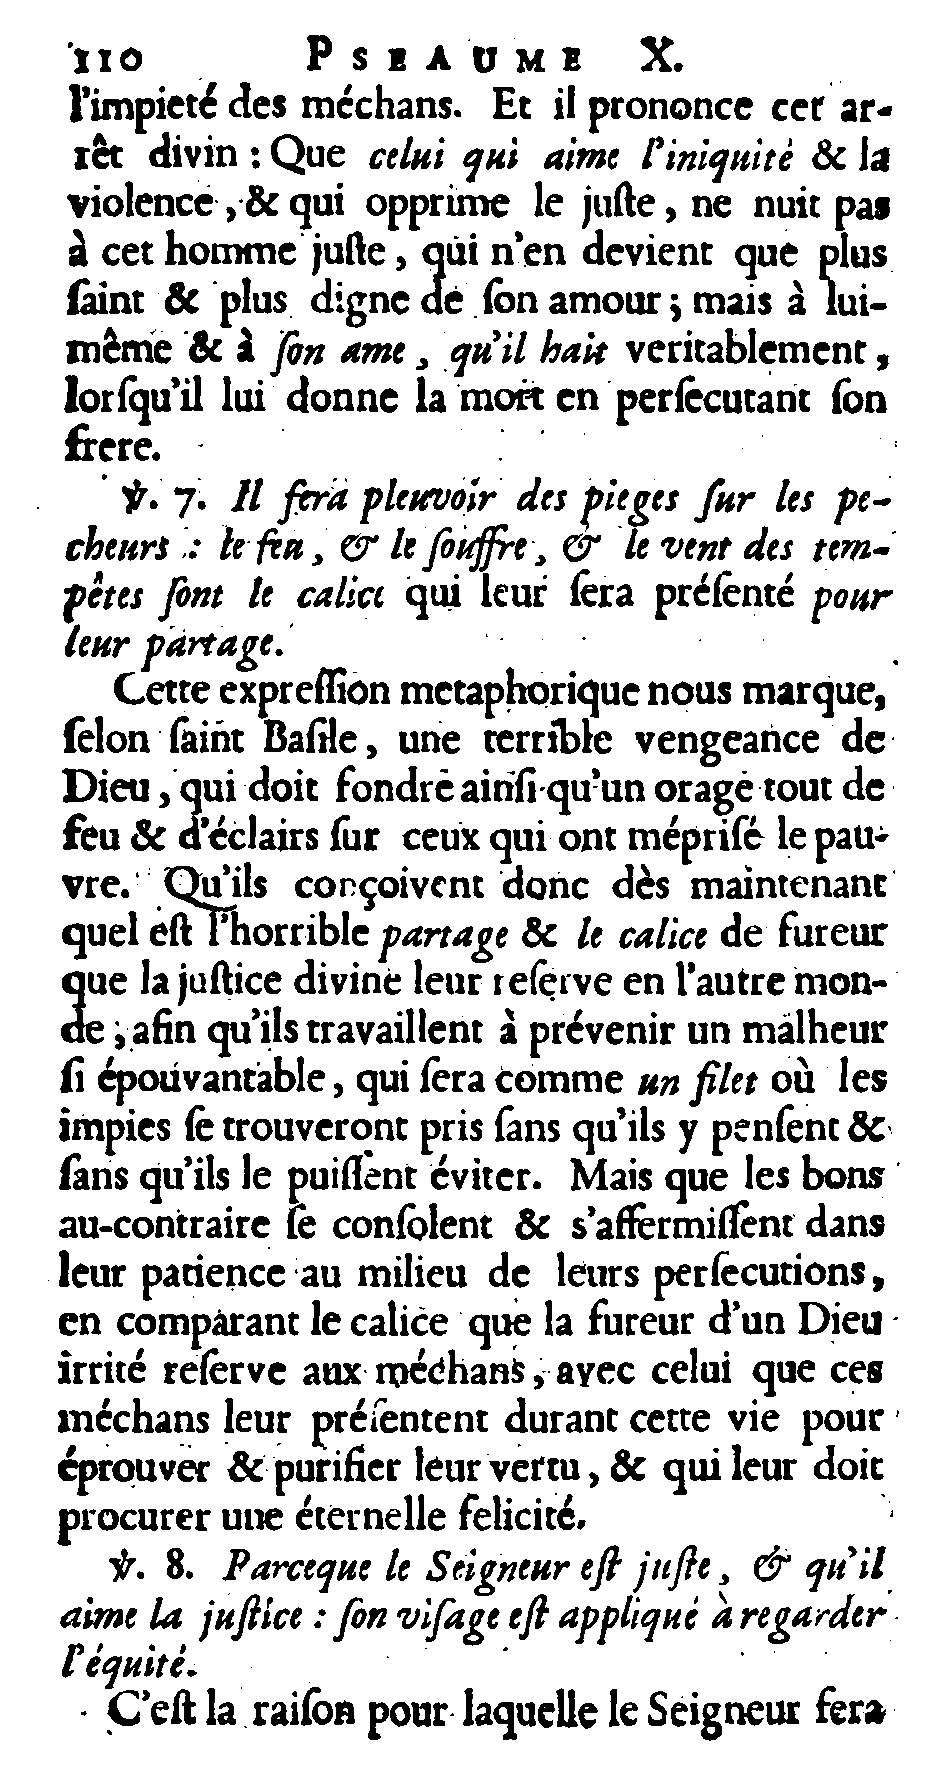 110 PSEAUME X.
l'impieté des méchans. Et il prononce cet ar-
rêt divin : Que celui qui aime l'iniquité & la
violence, & qui opprime le juſte, ne nuit pas
à cet homme juſte, qui n'en devient que plus
ſaint & plus digne de ſon amour ; mais à lui-
même & à ſon ame, qu'il hait veritablement,
lorſqu'il lui donne la mort en perſecutant ſon
frere.
℣. 7. Il fera pleuvoir des pieges ſur les pe-
cheurs : le feu, & le ſouffre, & le vent des tem-
pêtes ſont le calice qui leur ſera préſenté pour
leur partage.
Cette expreſſion metaphorique nous marque,
ſelon ſaint Baſile, une terrible vengeance de
Dieu, qui doit fondre ainſi qu'un orage tout de
feu & d'éclairs ſur ceux qui ont mépriſé le pau-
vre. Qu'ils conçoivent donc dès maintenant
quel eſt l'horrible partage & le calice de fureur
que la juſtice divine leur reſerve en l'autre mon-
de ; afin qu'ils travaillent à prévenir un malheur
ſi épouvantable, qui ſera comme un filet où les
impies ſe trouveront pris ſans qu'ils y penſent &
ſans qu'ils le puiſſent éviter. Mais que les bons
au-contraire ſe conſolent & s'affermiſſent dans
leur patience au milieu de leurs perſecutions,
en comparant le calice que la fureur d'un Dieu
irrité reſerve aux méchans, avec celui que ces
méchans leur préſentent durant cette vie pour
éprouver & purifier leur vertu, & qui leur doit
procurer une éternelle felicité.
℣. 8. Parceque le Seigneur eſt juſte, & qu'il
aime la juſtice : ſon viſage eſt appliqué à regarder
l'équité.
C'eſt la raiſon pour laquelle le Seigneur fera